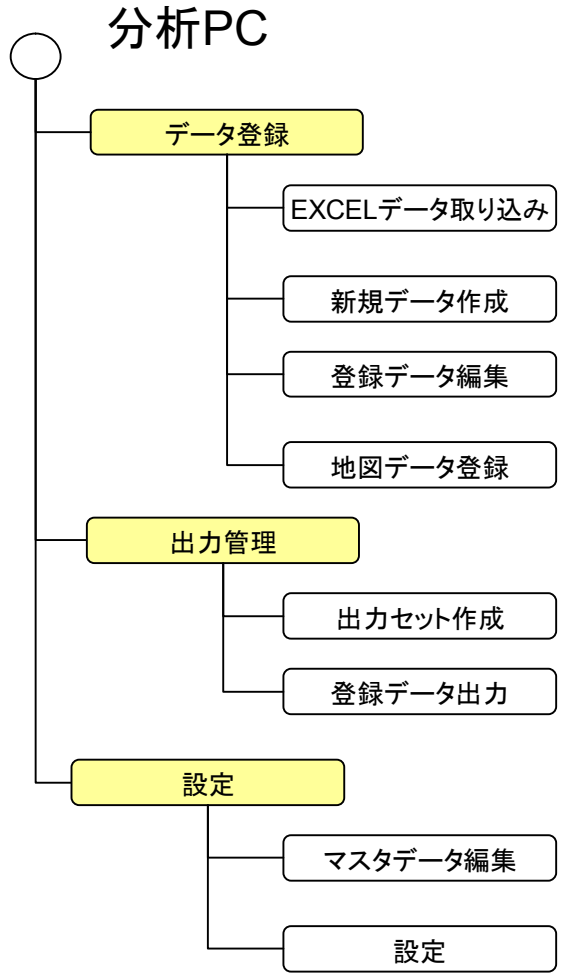 分析PC
データ登録
EXCELデータ取り込み
新規データ作成
登録データ編集
地図データ登録
出力管理
出力セット作成
登録データ出力
設定
マスタデータ編集
設定